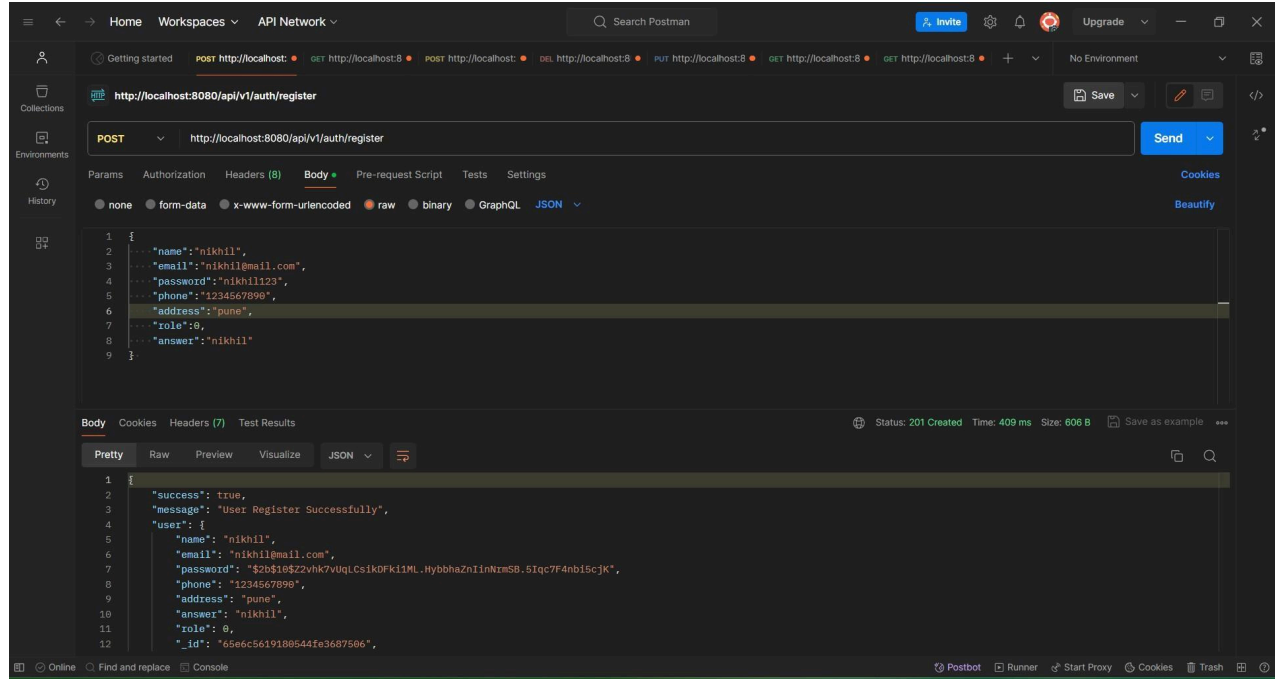 Home Workspaces API Network Search Postman Invite Upgrade
Getting started POST http://localhost: GET http://localhost:8 POST http://localhost: DEL http://localhost:8 PUT http://localhost:8 GET http://localhost:8 GET http://localhost:8 No Environment
Collections
Environments
History
HTTP http://localhost:8080/api/v1/auth/register Save
POST http://localhost:8080/api/v1/auth/register Send
Params Authorization Headers (8) Body Pre-request Script Tests Settings Cookies
none form-data x-www-form-urlencoded raw binary GraphQL JSON Beautify
1 {
2 "name":"nikhil",
3 "email":"nikhil@mail.com",
4 "password":"nikhil123",
5 "phone":"1234567890",
6 "address":"pune",
7 "role":0,
8 "answer":"nikhil"
9 }
Body Cookies Headers (7) Test Results Status: 201 Created Time: 409 ms Size: 606 B Save as example
Pretty Raw Preview Visualize JSON
1 {
2 "success": true,
3 "message": "User Register Successfully",
4 "user": {
5 "name": "nikhil",
6 "email": "nikhil@mail.com",
7 "password": "$2b$10$Z2vhk7vUqLCsikDFki1ML.HybbhaZnIinNrmSB.5Iqc7F4nbi5cjK",
8 "phone": "1234567890",
9 "address": "pune",
10 "answer": "nikhil",
11 "role": 0,
12 "_id": "65e6c5619180544fe3687506",
Online Find and replace Console Postbot Runner Start Proxy Cookies Trash